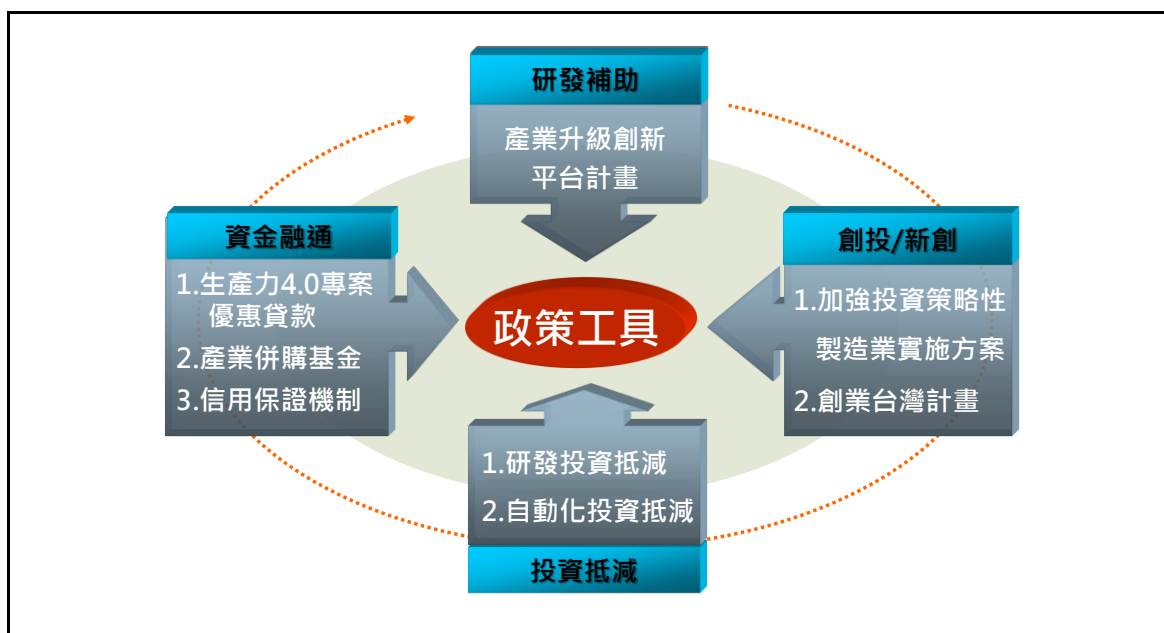 研發補助
產業升級創新
平台計畫
資金融通
1.生產力4.0專案
優惠貸款
2.產業併購基金
3.信用保證機制
政策工具
創投/新創
1.加強投資策略性
製造業實施方案
2.創業台灣計畫
1.研發投資抵減
2.自動化投資抵減
投資抵減